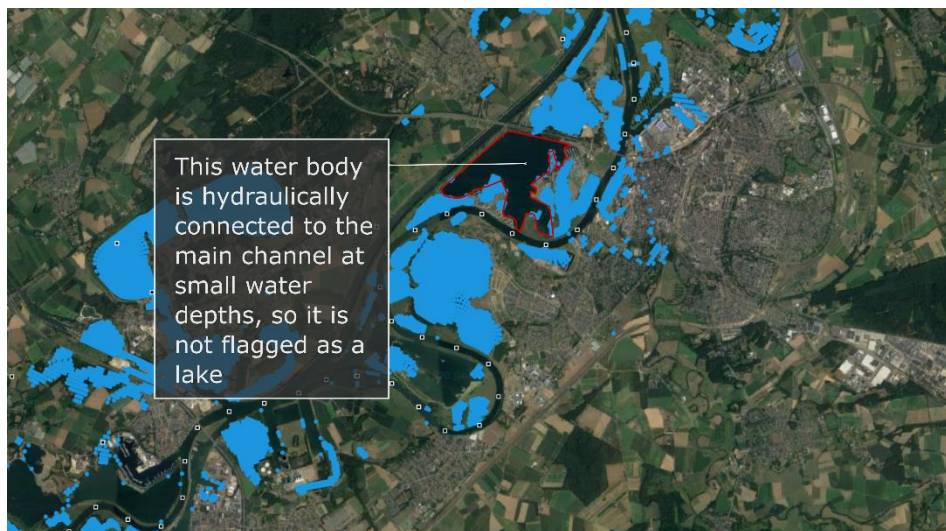 This water body
is hydraulically
connected to the
main channel at
small water
depths, so it is
not flagged as a
lake